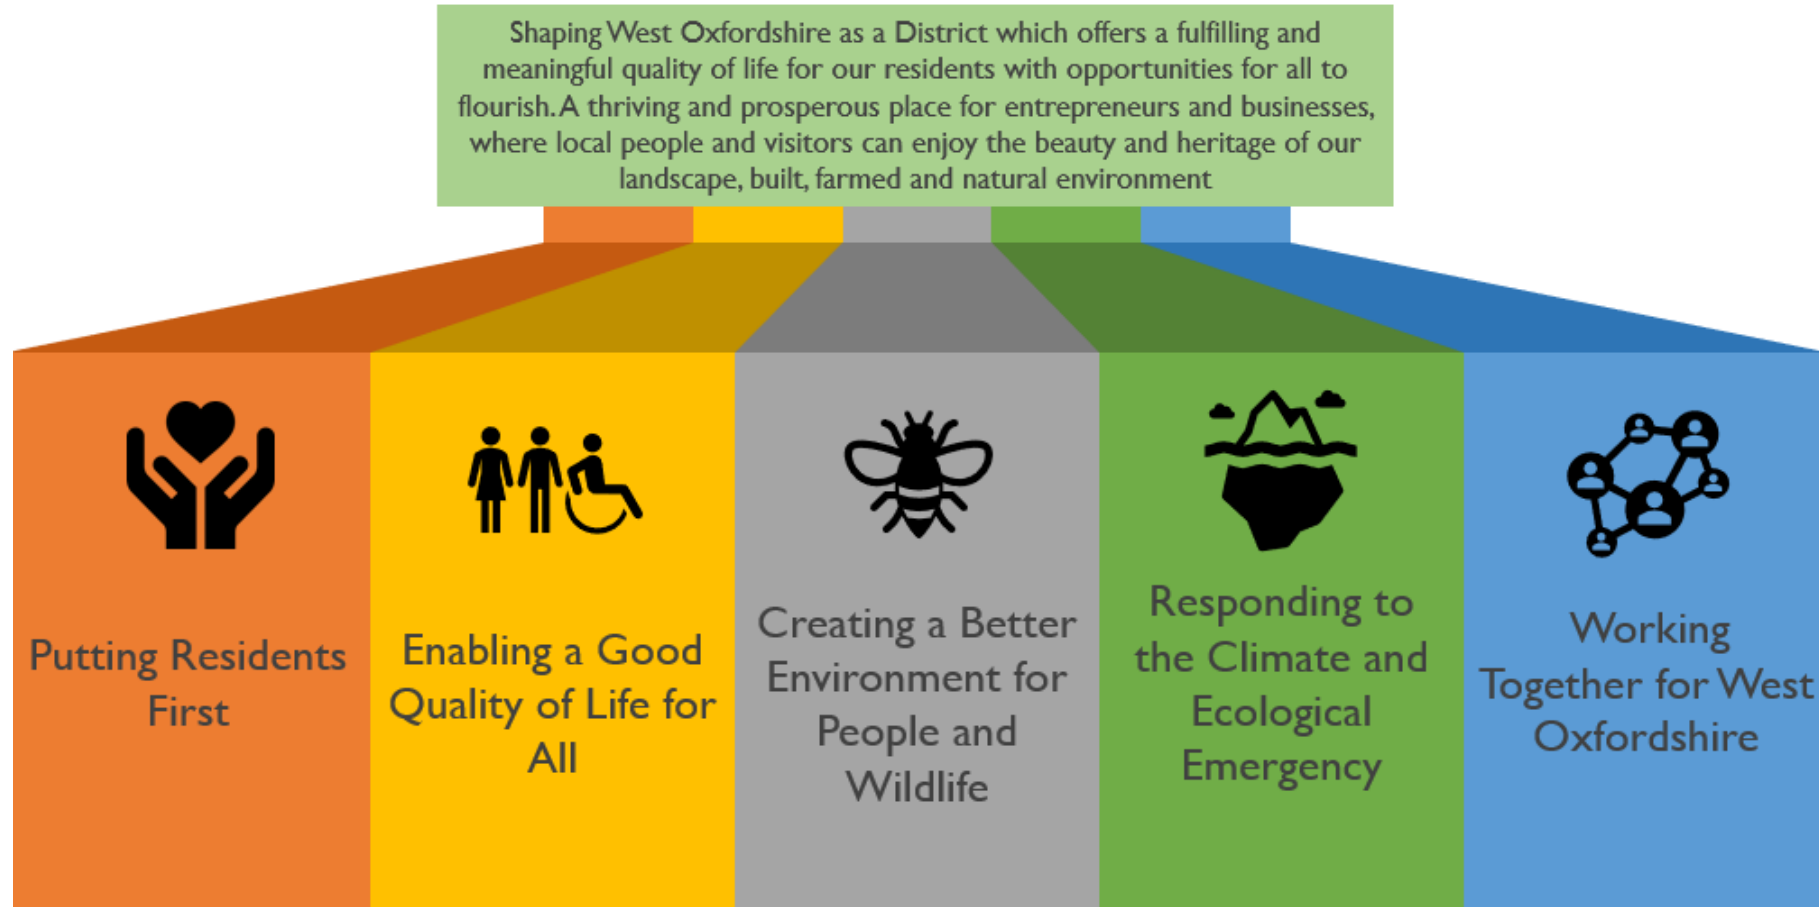 Shaping West Oxfordshire as a District which offers a fulfilling and
meaningful quality of life for our residents with opportunities for all to
flourish. A thriving and prosperous place for entrepreneurs and businesses,
where local people and visitors can enjoy the beauty and heritage of our
landscape, built, farmed and natural environment
Putting Residents
First
Enabling a Good
Quality of Life for
All
Creating a Better
Environment for
People and
Wildlife
Responding to
the Climate and
Ecological
Emergency
Working
Together for West
Oxfordshire